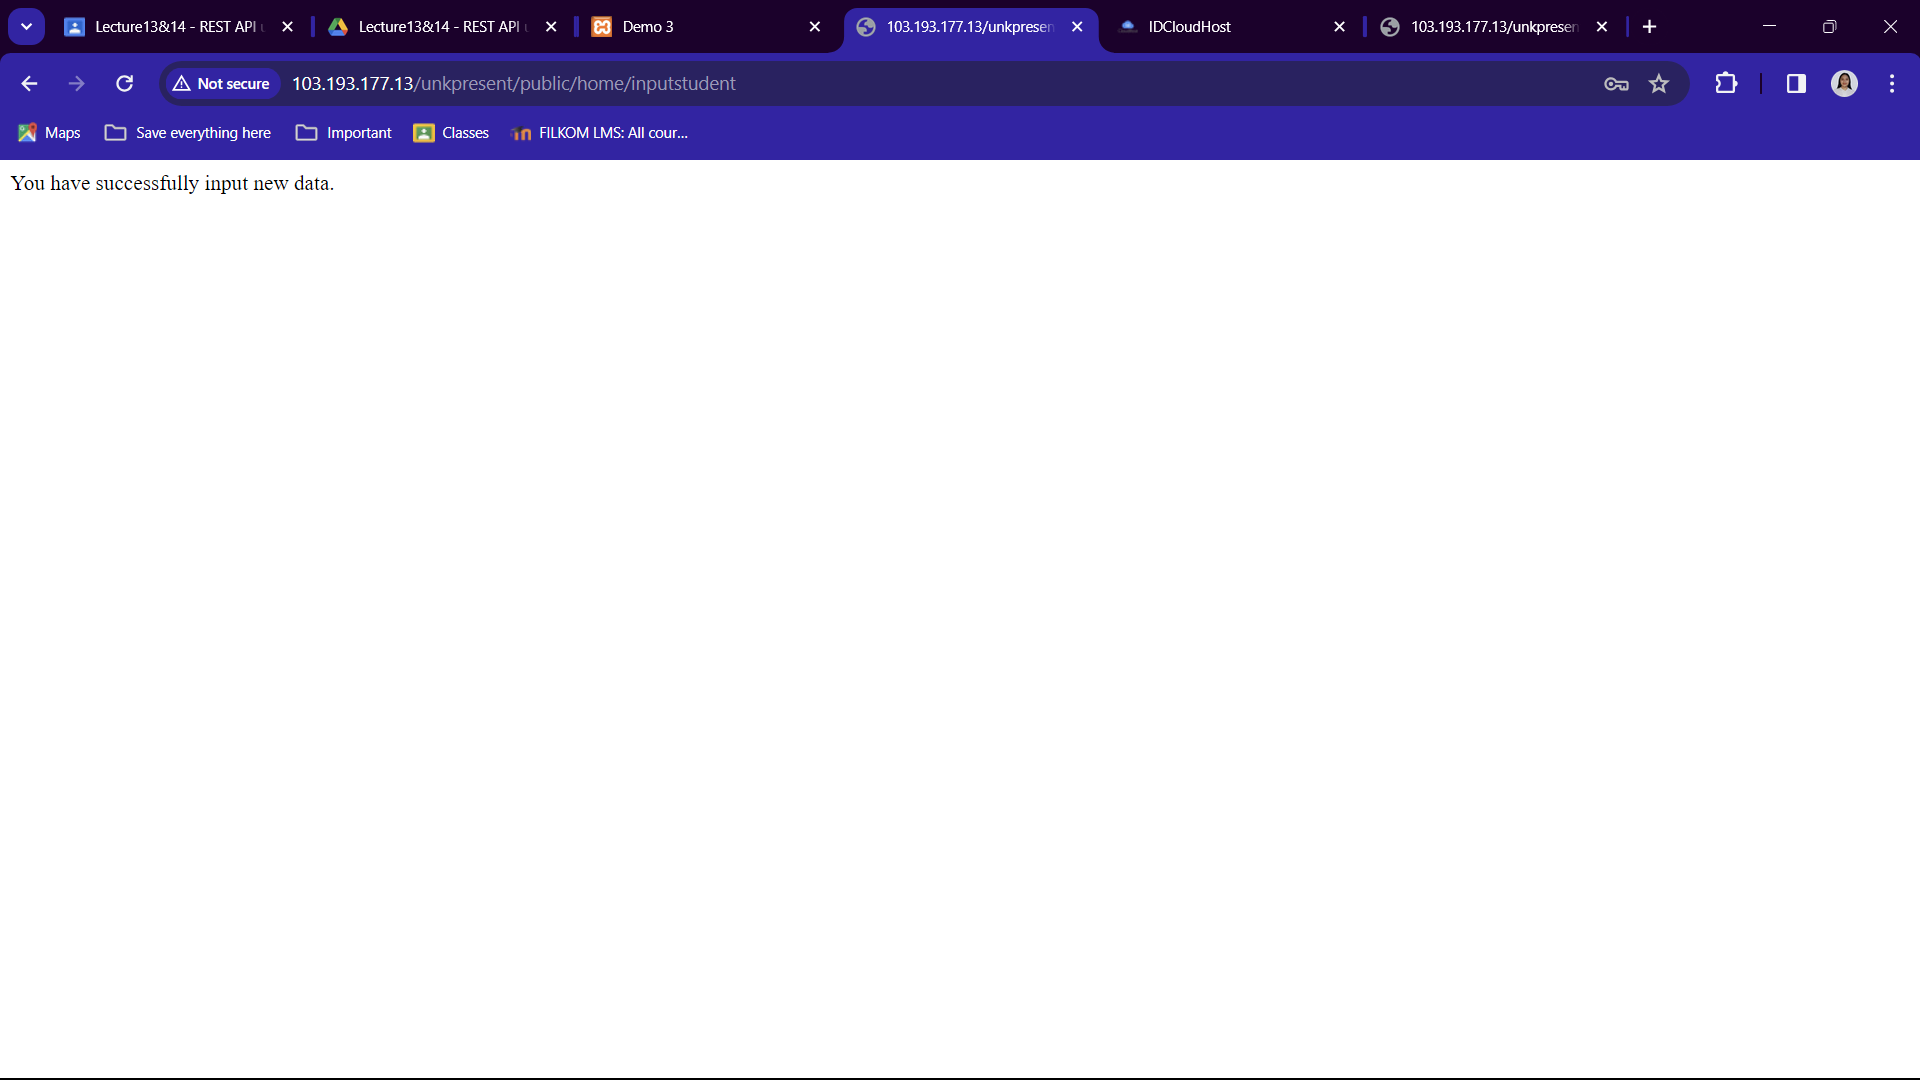 Lecture13&14 - REST API
Lecture13&14 - REST API
Demo 3
103.193.177.13/unkpresen
IDCloudHost
103.193.177.13/unkpresen
Not secure
103.193.177.13/unkpresent/public/home/inputstudent
Maps
Save everything here
Important
Classes
FILKOM LMS: All cour...
You have successfully input new data.